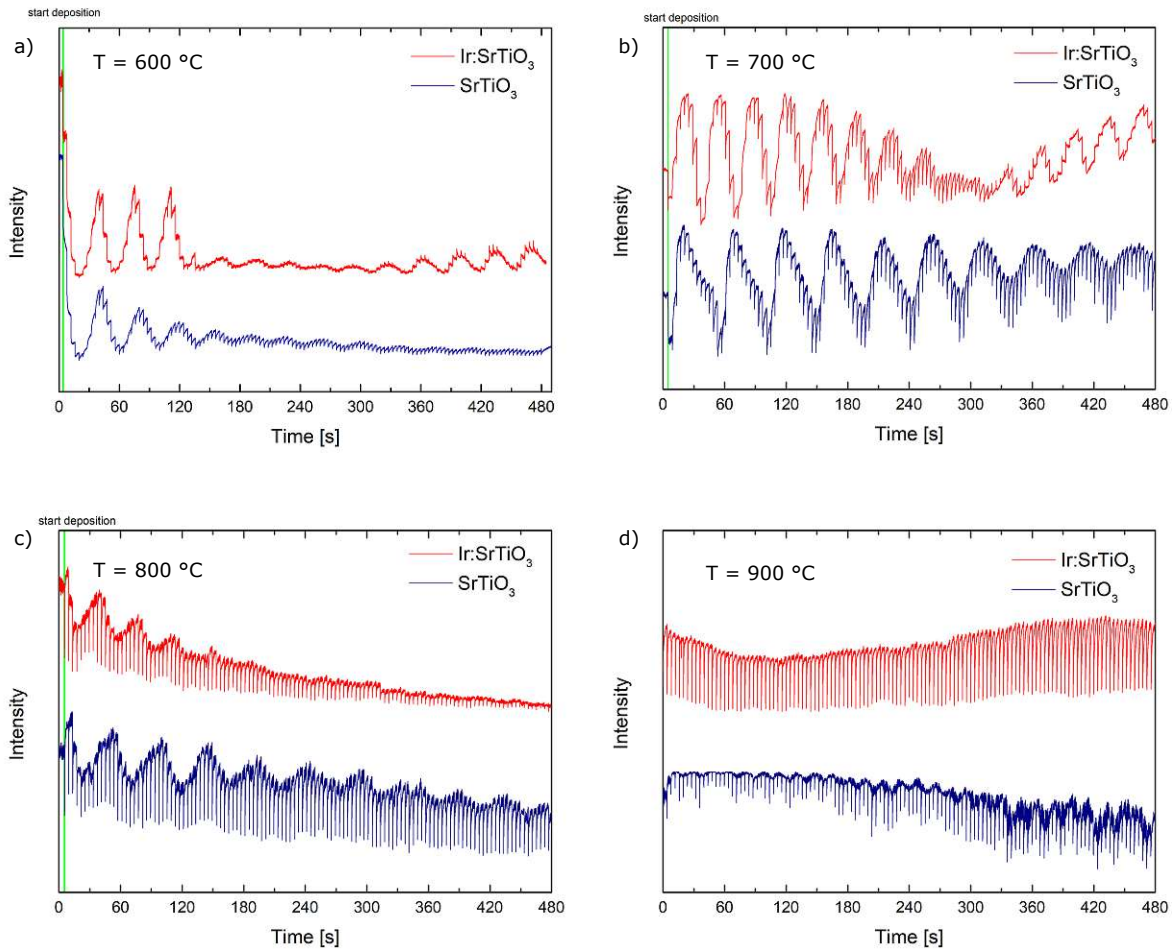 start deposition
a)
T = 600 °C
Ir:SrTiO₃
SrTiO₃
Intensity
0 60 120 180 240 300 360 420 480
Time [s]
b)
T = 700 °C
Ir:SrTiO₃
SrTiO₃
start deposition
Intensity
0 60 120 180 240 300 360 420 480
Time [s]
start deposition
c)
T = 800 °C
Ir:SrTiO₃
SrTiO₃
Intensity
0 60 120 180 240 300 360 420 480
Time [s]
d)
T = 900 °C
Ir:SrTiO₃
SrTiO₃
Intensity
0 60 120 180 240 300 360 420 480
Time [s]